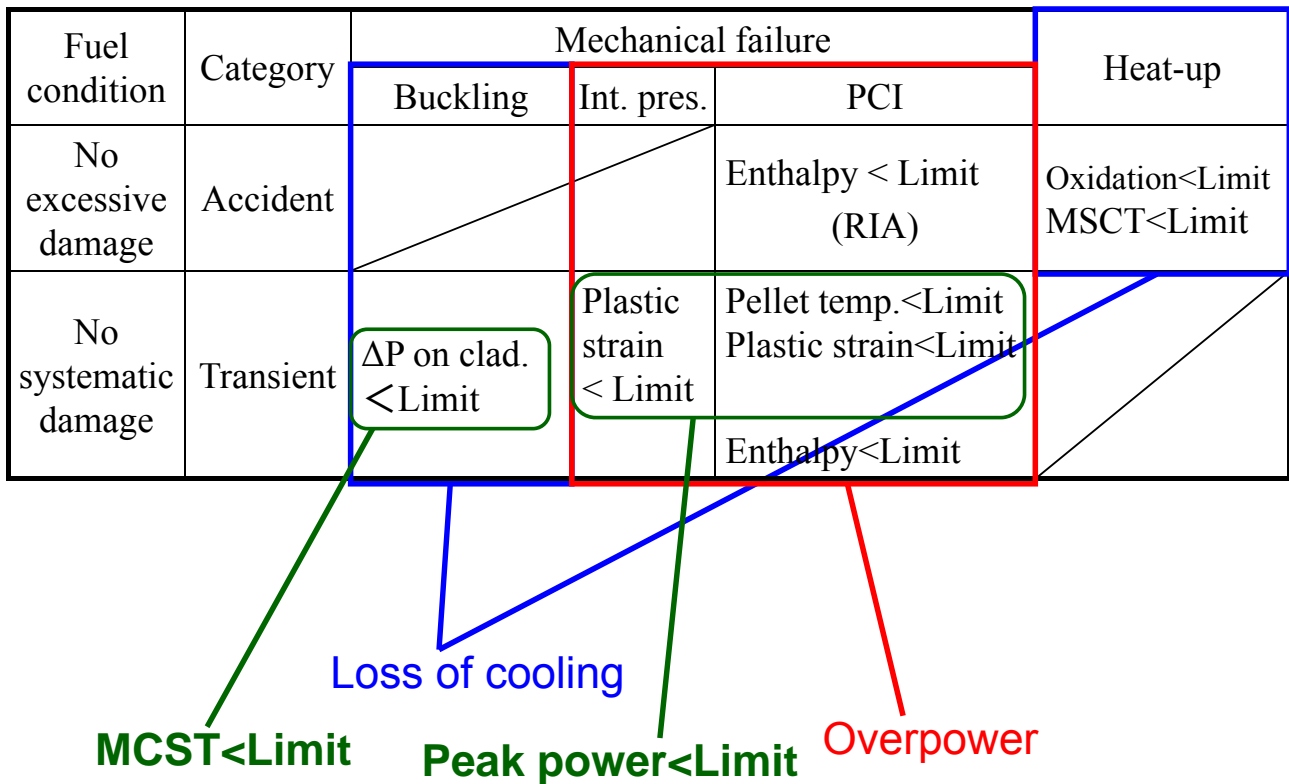 Fuel
condition
Category
Mechanical failure
Heat-up
Buckling
Int. pres.
PCI
No
excessive
damage
Accident
Enthalpy < Limit
(RIA)
Oxidation<Limit
MSCT<Limit
No
systematic
damage
Transient
ΔP on clad.
<Limit
Plastic
strain
< Limit
Pellet temp.<Limit
Plastic strain<Limit
Enthalpy<Limit
Loss of cooling
MCST<Limit
Peak power<Limit
Overpower